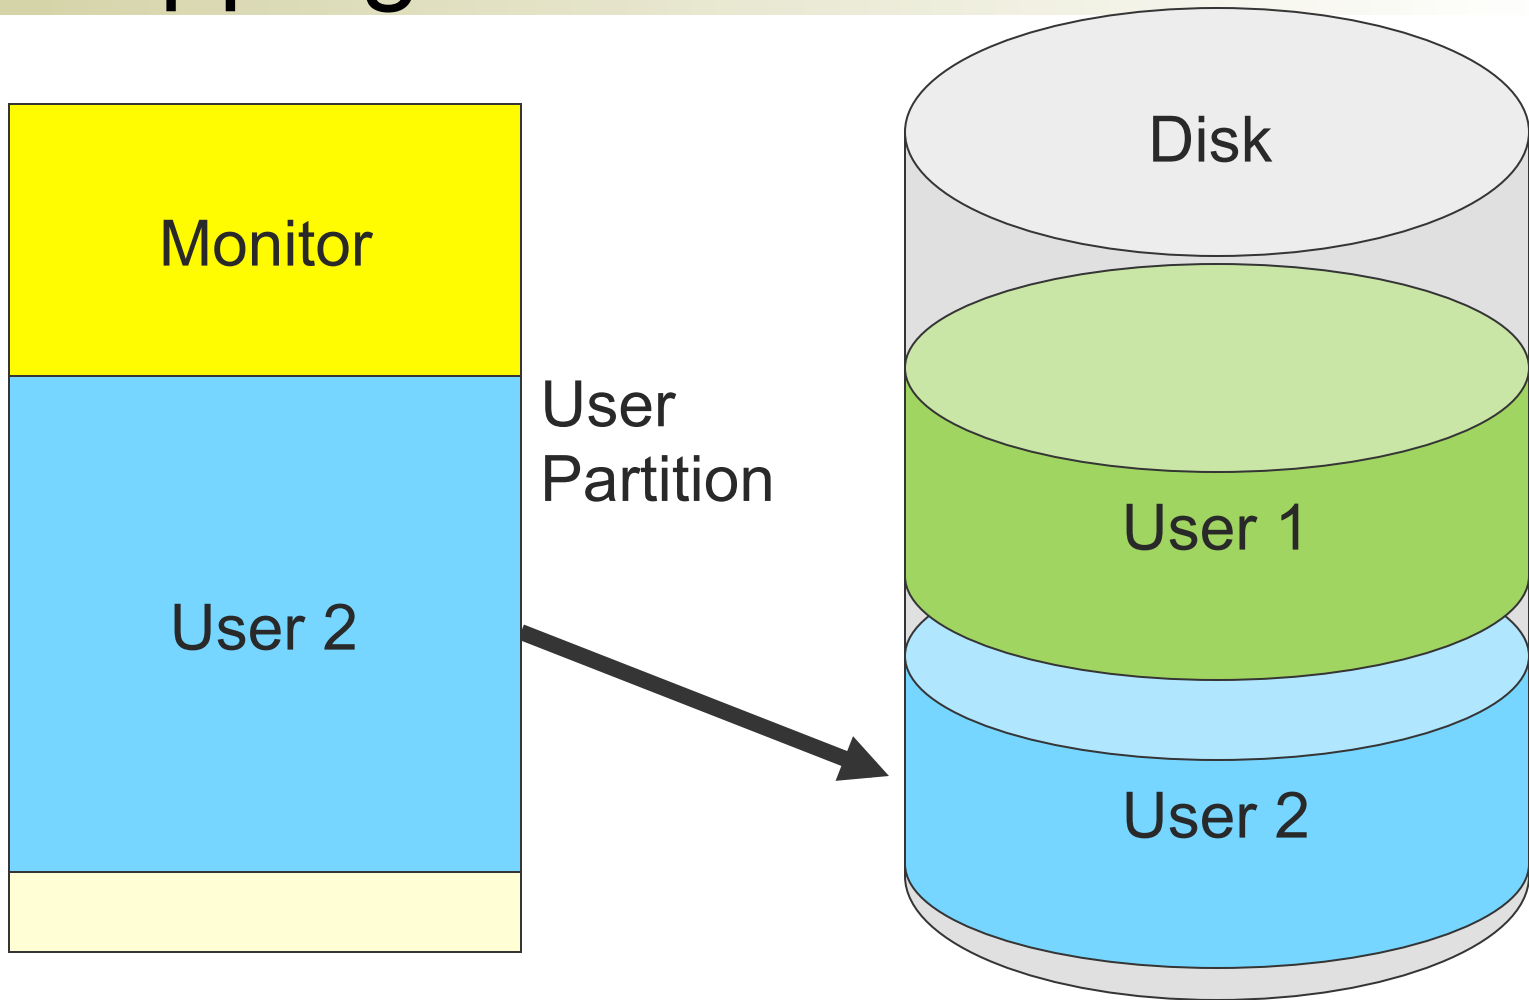 Monitor
User
Partition
User 2
Disk
User 1
User 2